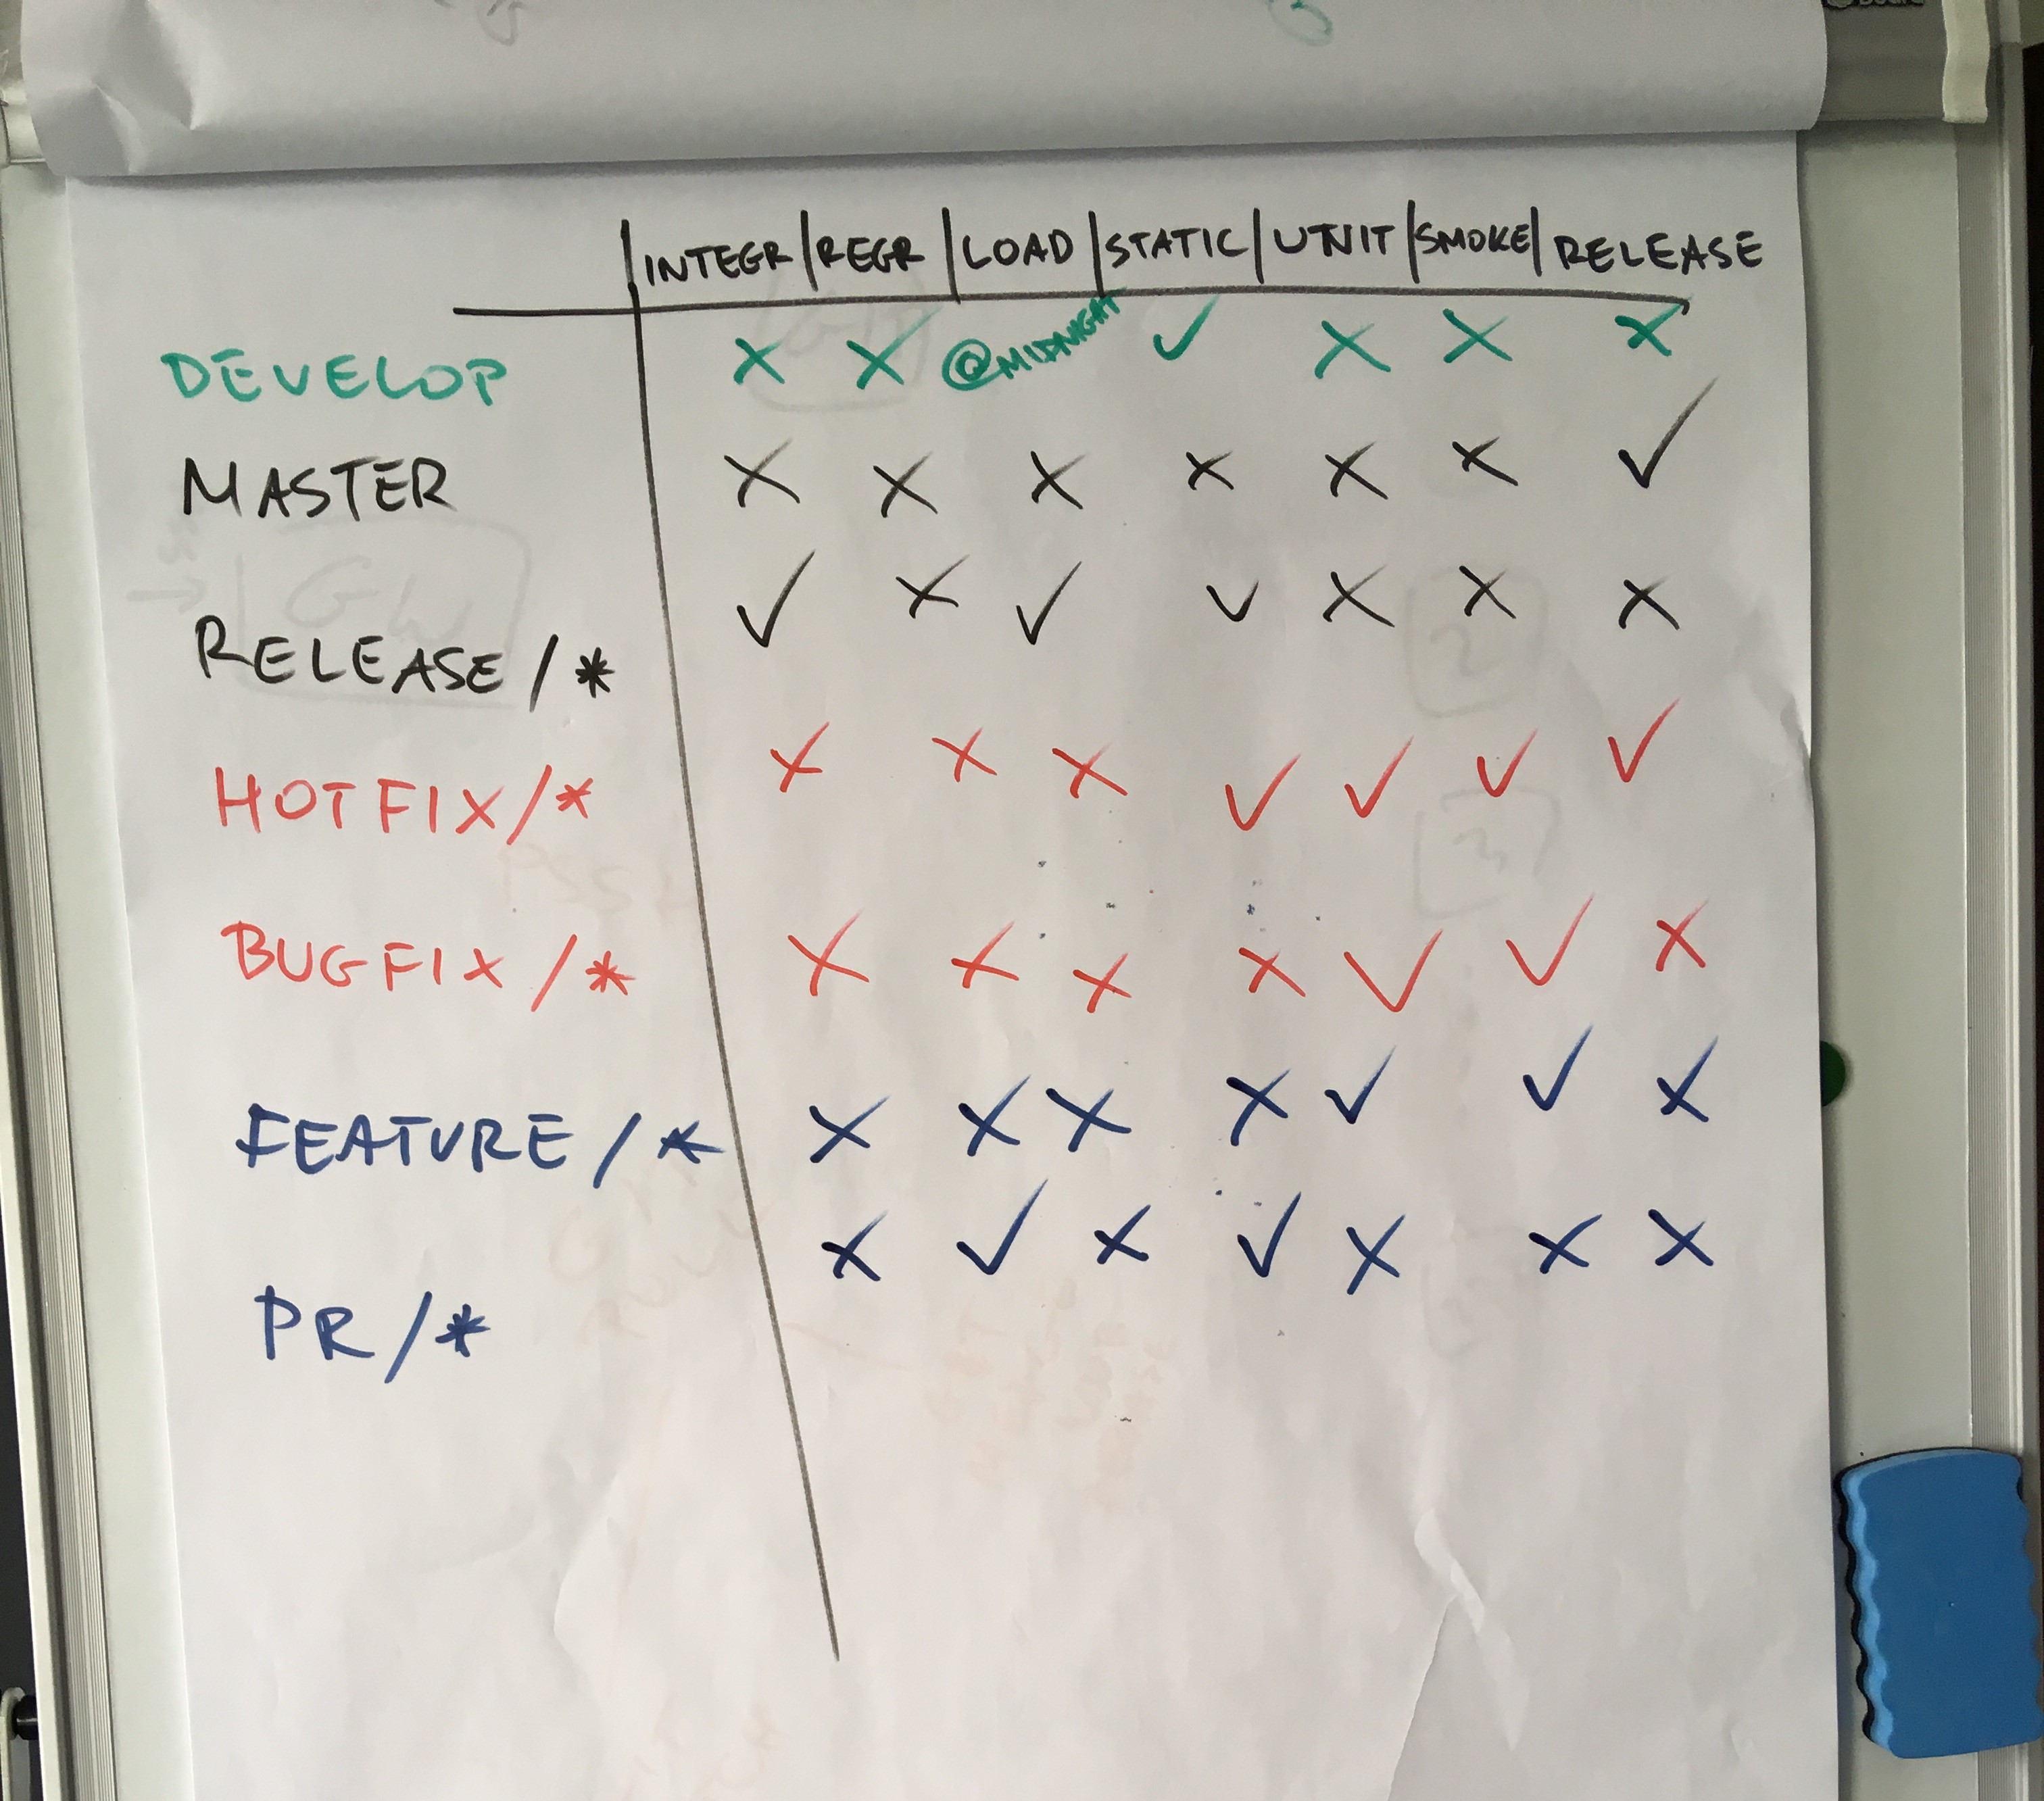 | INTEGR | REGR | LOAD | STATIC | UNIT | SMOKE | RELEASE
DEVELOP X X @MIDNIGHT ✓ X X X
MASTER X X X X X X ✓
RELEASE/* ✓ X ✓ ✓ X X X
HOTFIX/* X X X ✓ ✓ ✓ ✓
BUGFIX/* X X X X ✓ ✓ X
FEATURE/* X X X X ✓ ✓ X
PR/* X ✓ X ✓ X X X